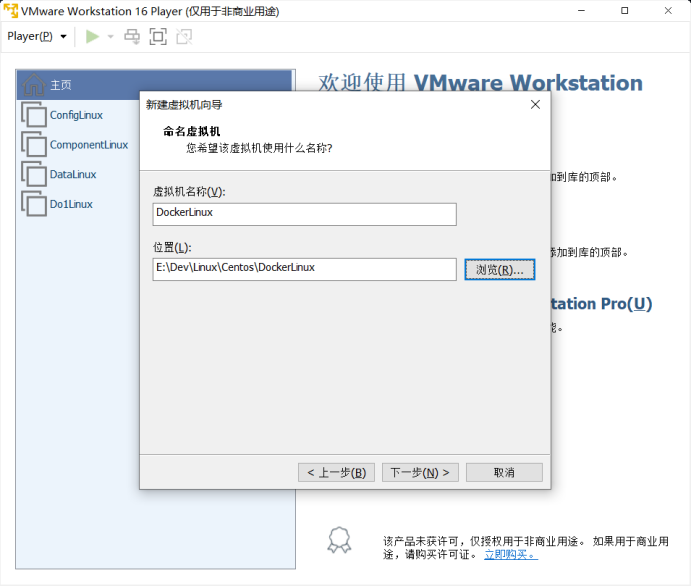 VMware Workstation 16 Player (仅用于非商业用途)
Player(P)
主页
欢迎使用 VMware Workstation
ConfigLinux
ComponentLinux
DataLinux
Do1Linux
新建虚拟机向导
命名虚拟机
您希望该虚拟机使用什么名称?
虚拟机名称(V):
DockerLinux
位置(L):
E:\Dev\Linux\Centos\DockerLinux
浏览(R)...
到库的顶部。
添加到库的顶部。
tation Pro(U)
能。
< 上一步(B)
下一步(N) >
取消
该产品未获许可，仅授权用于非商业用途。 如果用于商业用
途，请购买许可证。 立即购买。